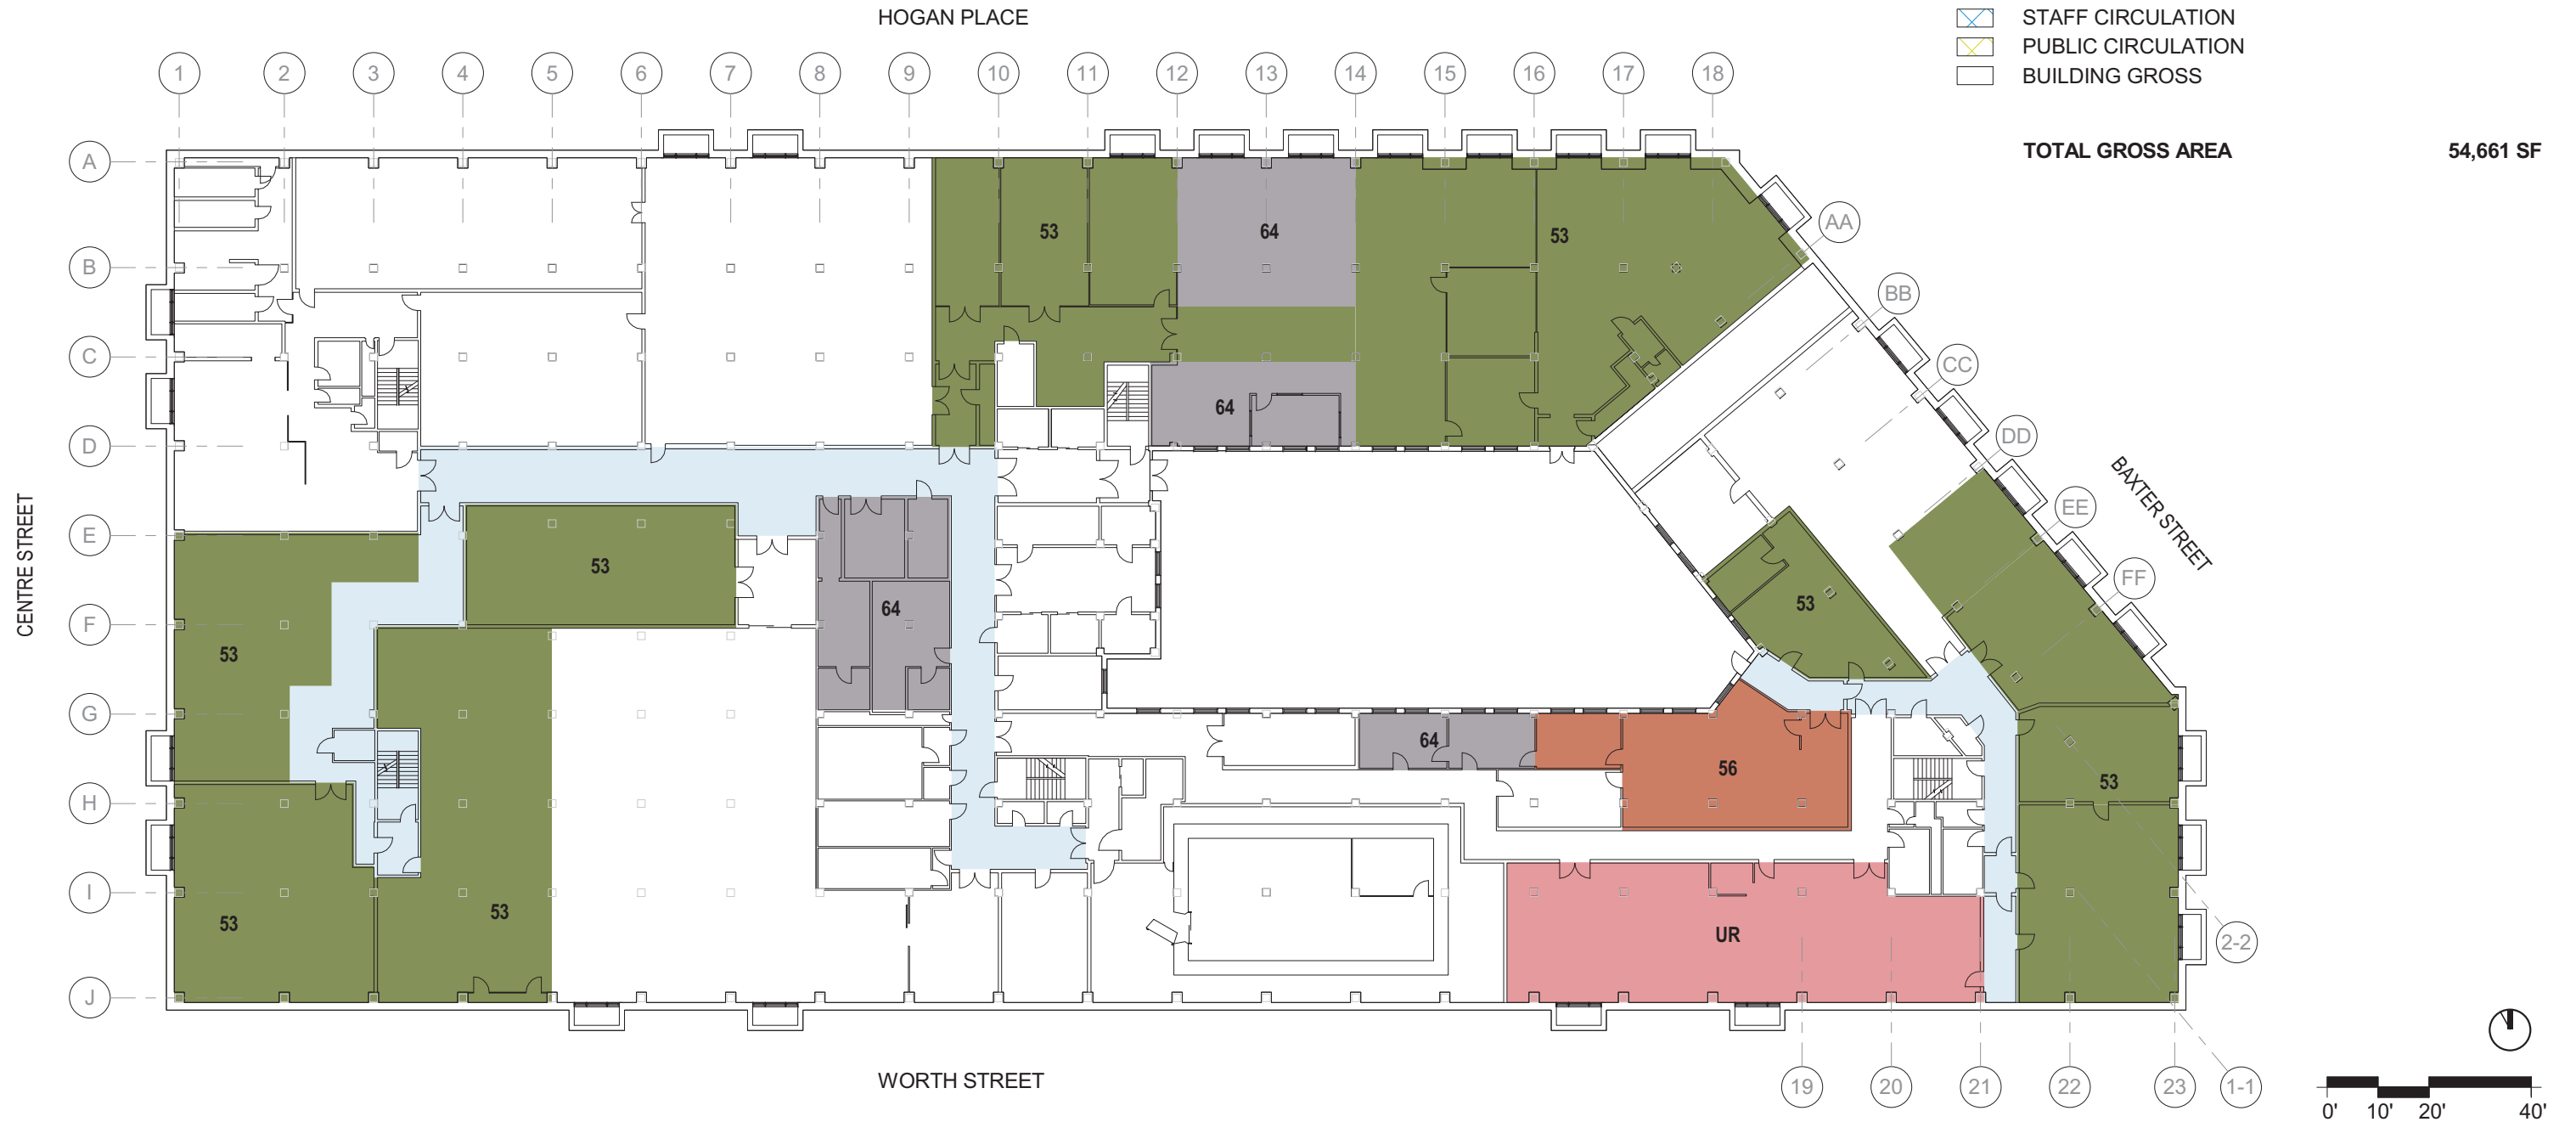 HOGAN PLACE
STAFF CIRCULATION
PUBLIC CIRCULATION
BUILDING GROSS
TOTAL GROSS AREA 54,661 SF
1 2 3 4 5 6 7 8 9 10 11 12 13 14 15 16 17 18
A
B
C
D
E
F
G
H
I
J
AA
BB
CC
DD
EE
FF
2-2
1-1
CENTRE STREET
BAXTER STREET
53
64
53
64
53
64
53
53
64
56
53
53
53
UR
WORTH STREET
19 20 21 22 23
0' 10' 20' 40'